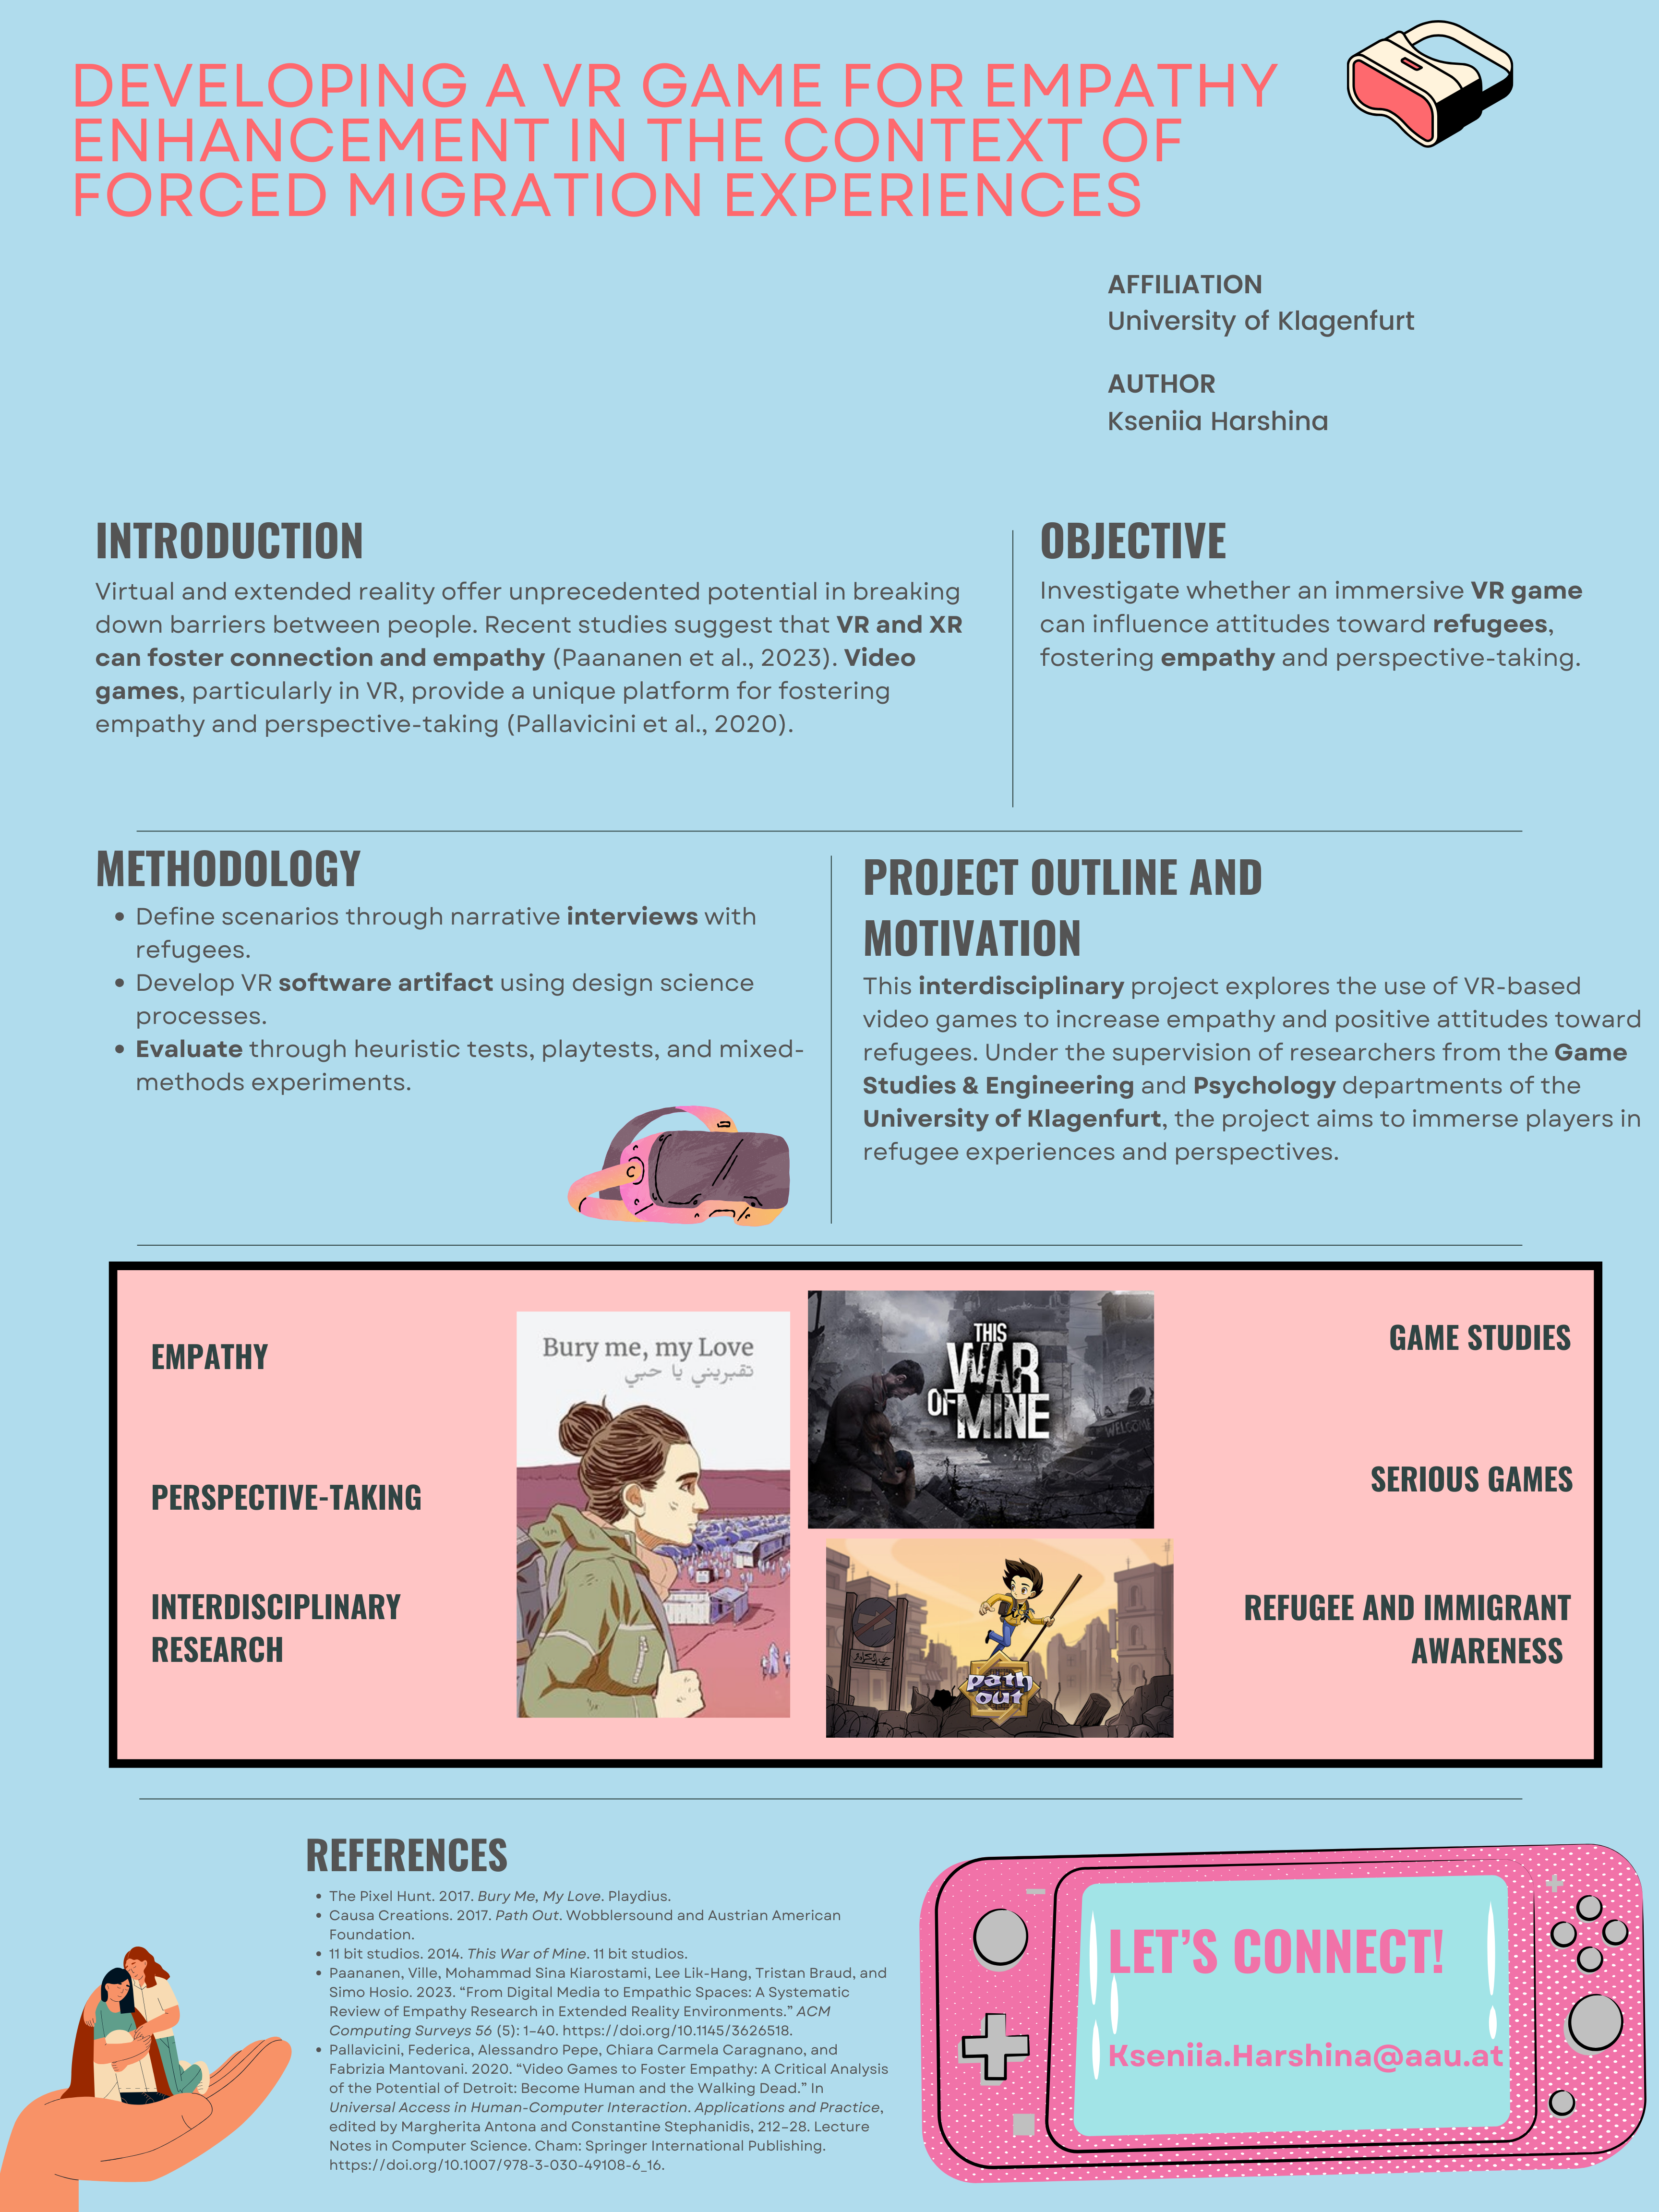 DEVELOPING A VR GAME FOR EMPATHY
ENHANCEMENT IN THE CONTEXT OF
FORCED MIGRATION EXPERIENCES
AFFILIATION
University of Klagenfurt
AUTHOR
Kseniia Harshina
INTRODUCTION
Virtual and extended reality offer unprecedented potential in breaking
down barriers between people. Recent studies suggest that VR and XR
can foster connection and empathy (Paananen et al., 2023). Video
games, particularly in VR, provide a unique platform for fostering
empathy and perspective-taking (Pallavicini et al., 2020).
OBJECTIVE
Investigate whether an immersive VR game
can influence attitudes toward refugees,
fostering empathy and perspective-taking.
METHODOLOGY
• Define scenarios through narrative interviews with
refugees.
• Develop VR software artifact using design science
processes.
• Evaluate through heuristic tests, playtests, and mixed-
methods experiments.
PROJECT OUTLINE AND
MOTIVATION
This interdisciplinary project explores the use of VR-based
video games to increase empathy and positive attitudes toward
refugees. Under the supervision of researchers from the Game
Studies & Engineering and Psychology departments of the
University of Klagenfurt, the project aims to immerse players in
refugee experiences and perspectives.
EMPATHY
PERSPECTIVE-TAKING
INTERDISCIPLINARY
RESEARCH
Bury me, my Love
تقبريني يا حبي
THIS
WAR
OF MINE
WELCOME
path
out
GAME STUDIES
SERIOUS GAMES
REFUGEE AND IMMIGRANT
AWARENESS
REFERENCES
• The Pixel Hunt. 2017. Bury Me, My Love. Playdius.
• Causa Creations. 2017. Path Out. Wobblersound and Austrian American
Foundation.
• 11 bit studios. 2014. This War of Mine. 11 bit studios.
• Paananen, Ville, Mohammad Sina Kiarostami, Lee Lik-Hang, Tristan Braud, and
Simo Hosio. 2023. “From Digital Media to Empathic Spaces: A Systematic
Review of Empathy Research in Extended Reality Environments.” ACM
Computing Surveys 56 (5): 1–40. https://doi.org/10.1145/3626518.
• Pallavicini, Federica, Alessandro Pepe, Chiara Carmela Caragnano, and
Fabrizia Mantovani. 2020. “Video Games to Foster Empathy: A Critical Analysis
of the Potential of Detroit: Become Human and the Walking Dead.” In
Universal Access in Human-Computer Interaction. Applications and Practice,
edited by Margherita Antona and Constantine Stephanidis, 212–28. Lecture
Notes in Computer Science. Cham: Springer International Publishing.
https://doi.org/10.1007/978-3-030-49108-6_16.
LET’S CONNECT!
Kseniia.Harshina@aau.at